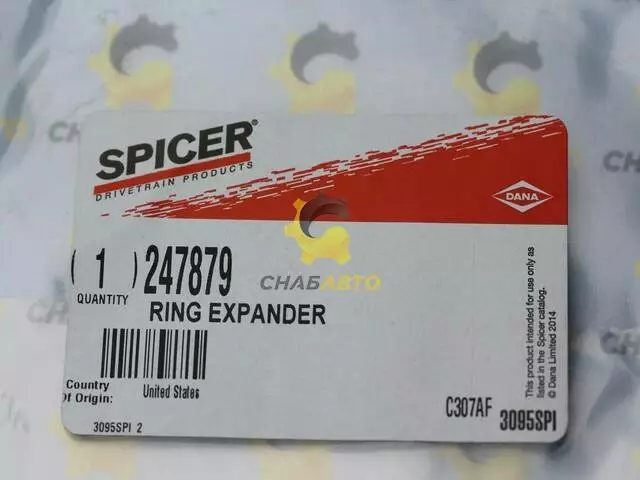 SPICER®
DRIVETRAIN PRODUCTS
DANA
( 1 ) 247879
QUANTITY
RING EXPANDER
СНАБАВТО
Country
Of Origin:
United States
3095SPI 2
C307AF
3095SPI
This product intended for use only as
listed in the Spicer catalog.
© Dana Limited 2014